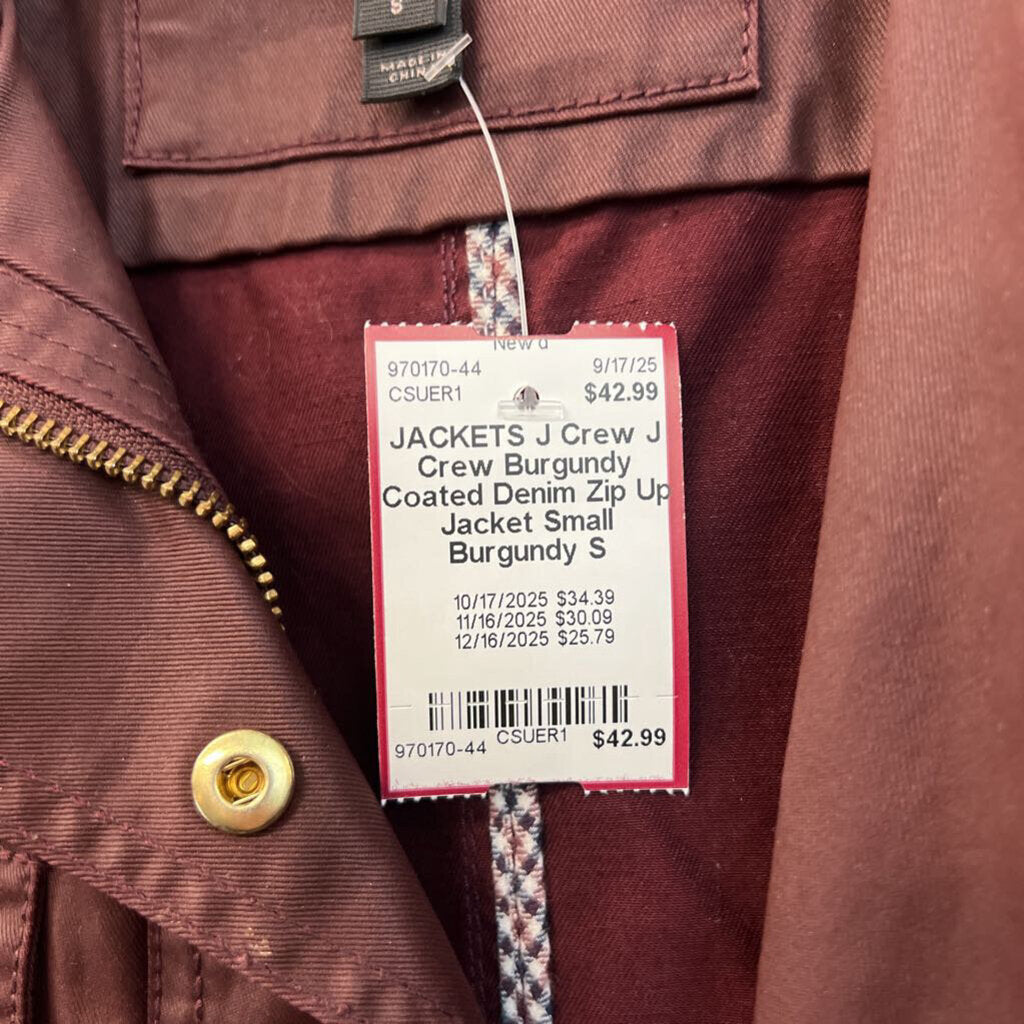 S
MADE IN
CHINA
970170-44 9/17/25
CSUER1 $42.99
JACKETS J Crew J
Crew Burgundy
Coated Denim Zip Up
Jacket Small
Burgundy S
10/17/2025 $34.39
11/16/2025 $30.09
12/16/2025 $25.79
970170-44 CSUER1 $42.99